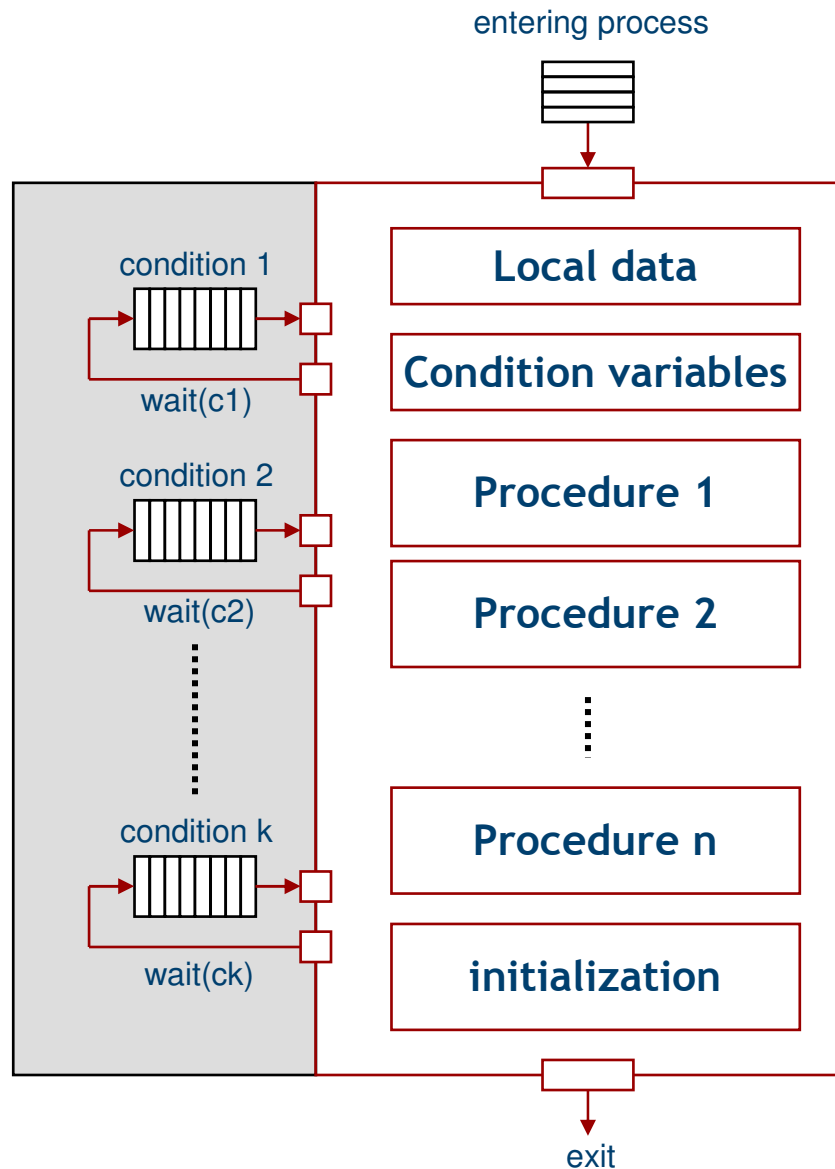 entering process
condition 1
wait(c1)
condition 2
wait(c2)
condition k
wait(ck)
Local data
Condition variables
Procedure 1
Procedure 2
Procedure n
initialization
exit